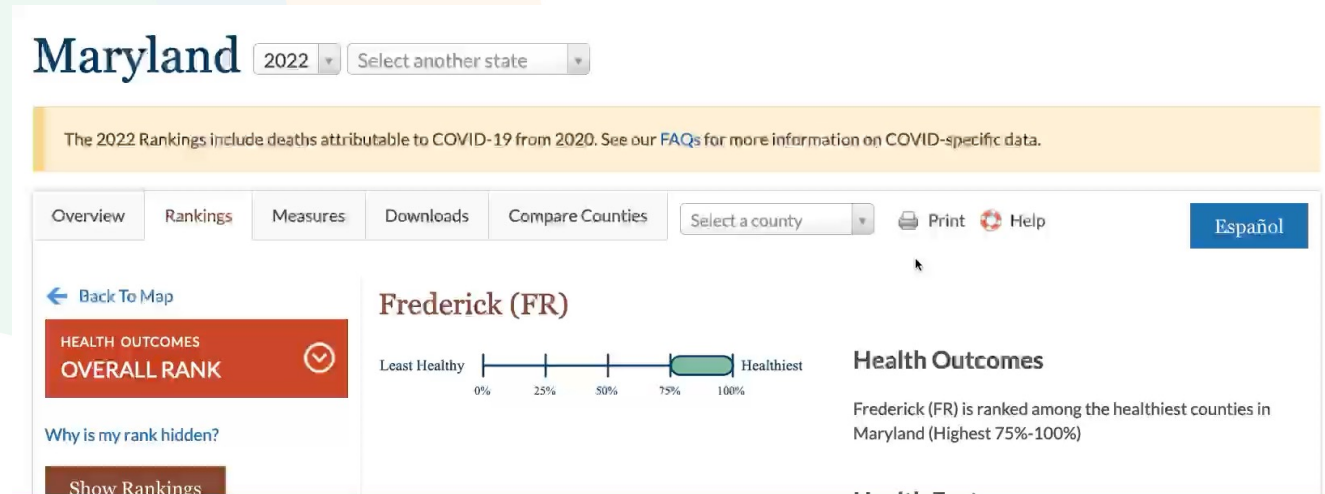 Maryland 2022 Select another state
The 2022 Rankings include deaths attributable to COVID-19 from 2020. See our FAQs for more information on COVID-specific data.
Overview Rankings Measures Downloads Compare Counties Select a county Print Help Español
Back To Map
HEALTH OUTCOMES
OVERALL RANK
Why is my rank hidden?
Show Rankings
Frederick (FR)
Least Healthy Healthiest
0% 25% 50% 75% 100%
Health Outcomes
Frederick (FR) is ranked among the healthiest counties in
Maryland (Highest 75%-100%)